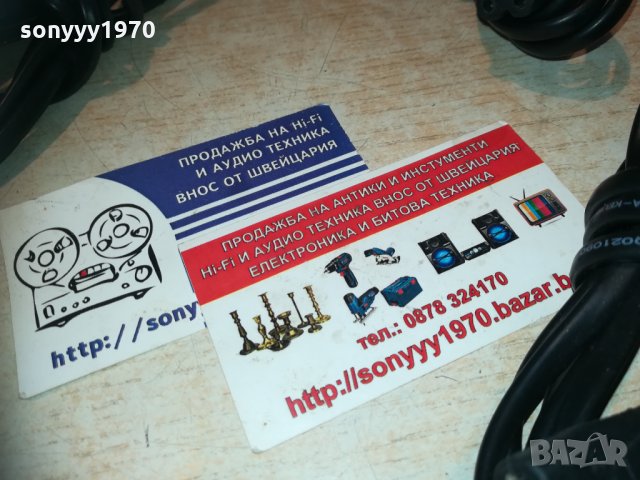 sonyyy1970
ПРОДАЖБА НА Hi-Fi
И АУДИО ТЕХНИКА
ВНОС ОТ ШВЕЙЦАРИЯ
http://sony
ПРОДАЖБА НА АНТИКИ И ИНСТУМЕНТИ
Hi-Fi И АУДИО ТЕХНИКА ВНОС ОТ ШВЕЙЦАРИЯ
ЕЛЕКТРОНИКА И БИТОВА ТЕХНИКА
тел.: 0878 324170
http://sonyyy1970.bazar.b
BAZAR